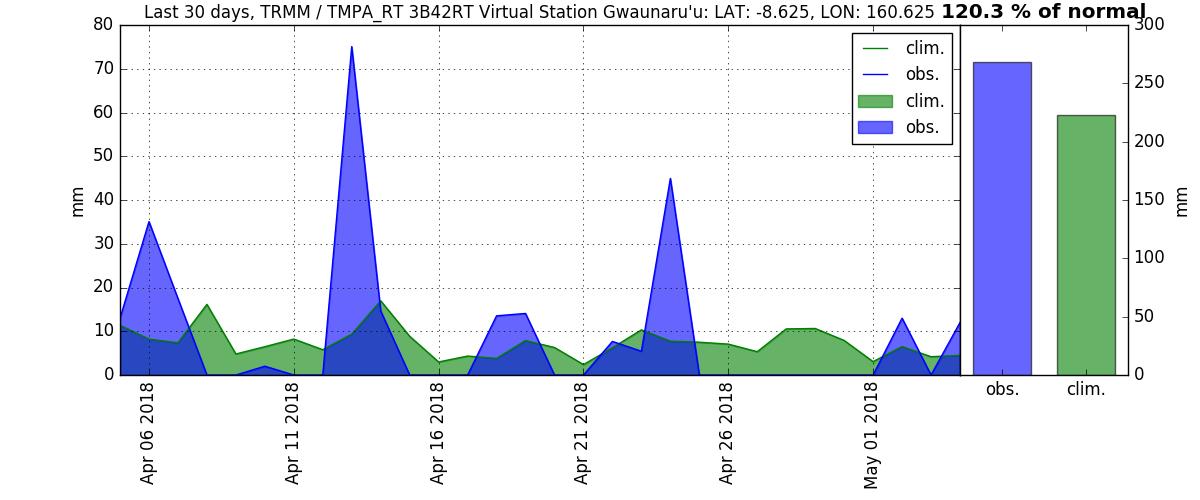 Last 30 days, TRMM / TMPA_RT 3B42RT Virtual Station Gwaunaru'u: LAT: -8.625, LON: 160.625 120.3 % of normal
80
70
60
50
40
30
20
10
0
mm
clim.
obs.
clim.
obs.
Apr 06 2018
Apr 11 2018
Apr 16 2018
Apr 21 2018
Apr 26 2018
May 01 2018
300
250
200
150
100
50
0
mm
obs.
clim.